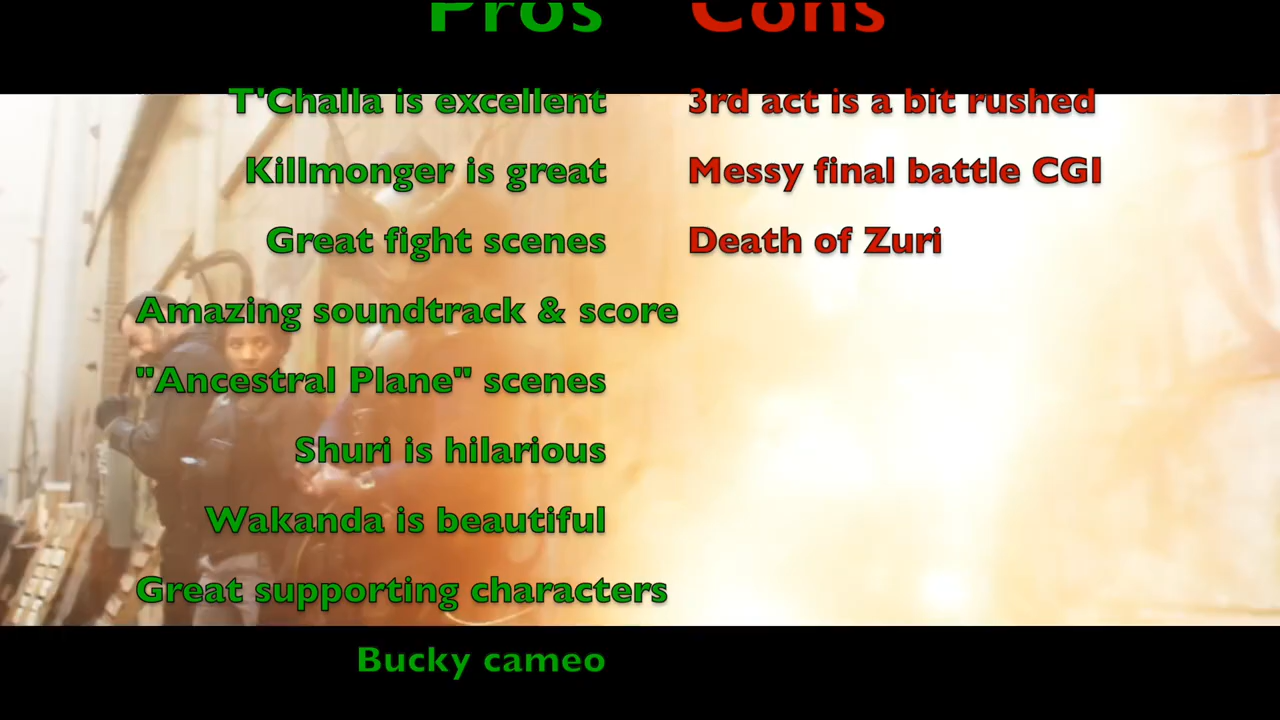 Pros Cons
T'Challa is excellent
Killmonger is great
Great fight scenes
Amazing soundtrack & score
"Ancestral Plane" scenes
Shuri is hilarious
Wakanda is beautiful
Great supporting characters
Bucky cameo
3rd act is a bit rushed
Messy final battle CGI
Death of Zuri